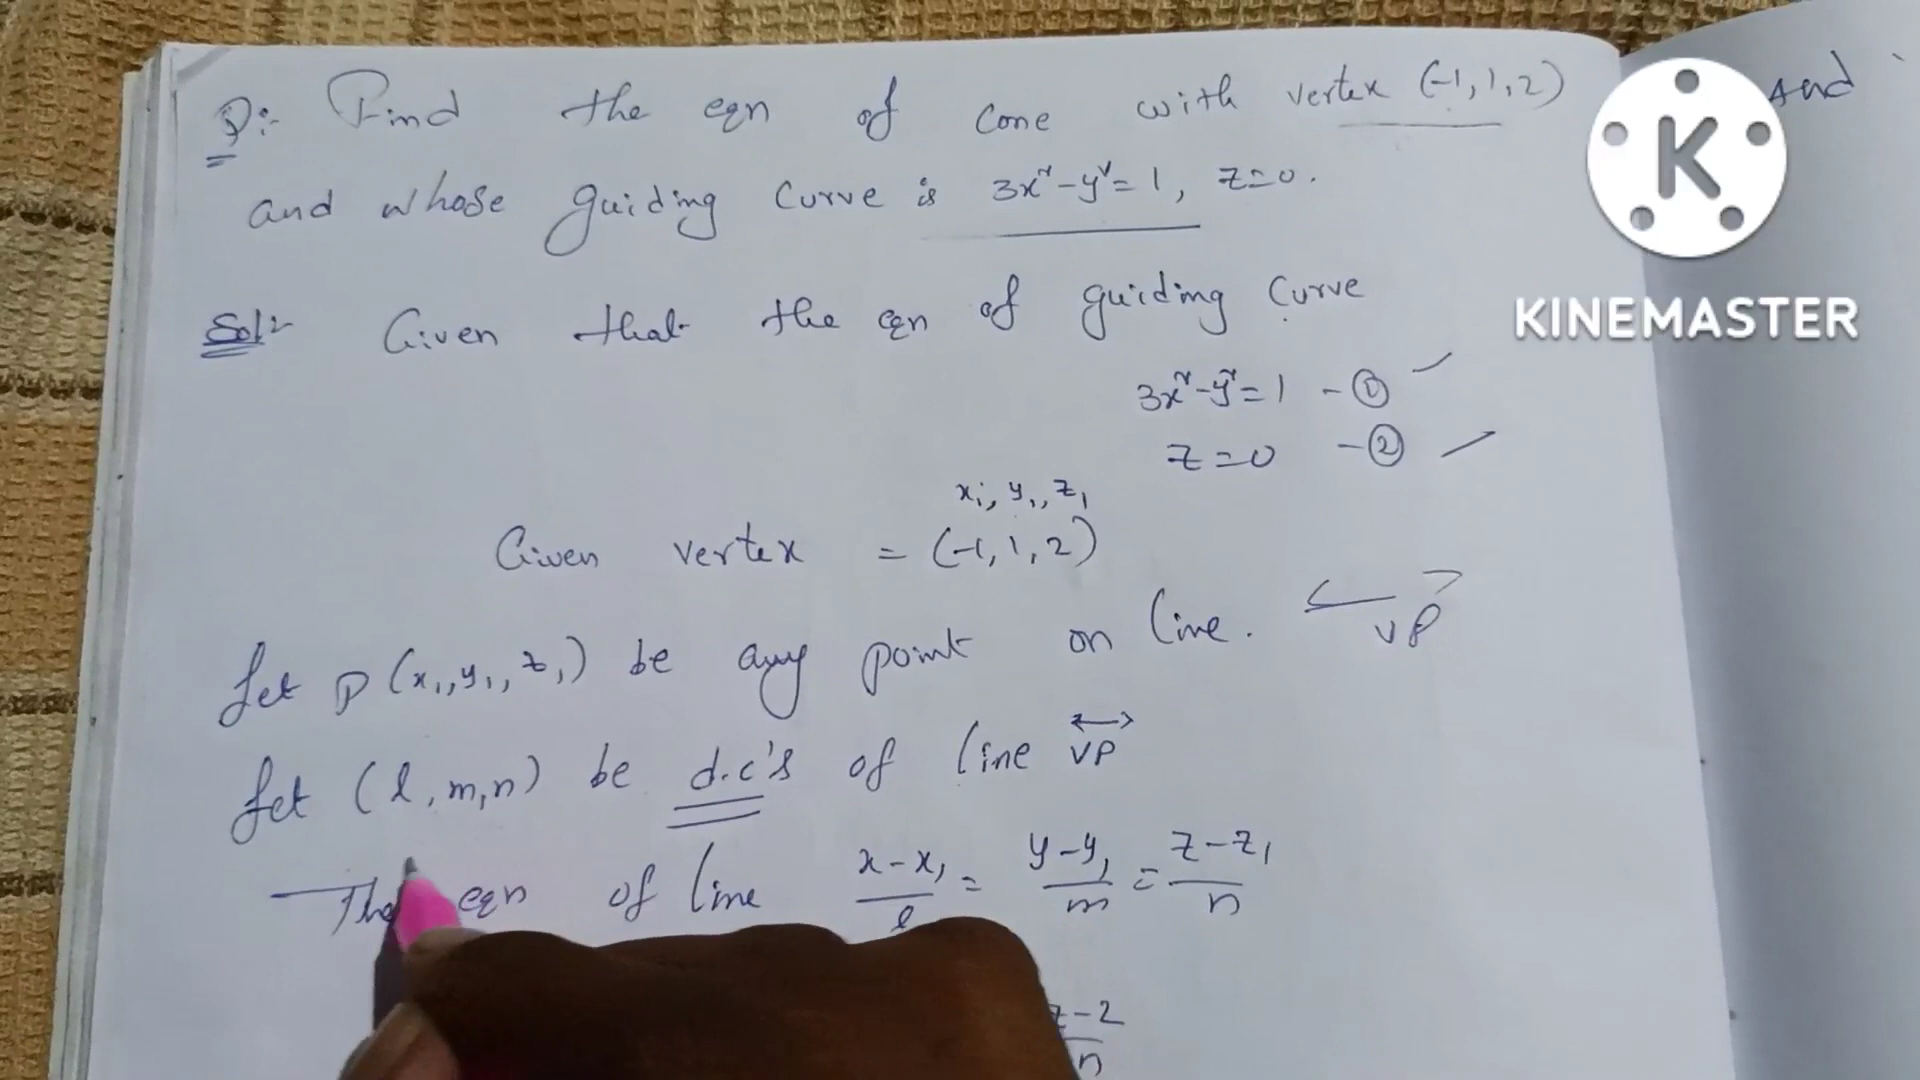 Q:- Find the eqn of cone with vertex (-1,1,2) and
and whose guiding curve is 3x²-y²=1, z=0.
Sol:- Given that the eqn of guiding curve
3x²-y²=1 -①
z=0 -②
x₁, y₁, z₁
Given vertex = (-1,1,2)
Let P(x₁,y₁,z₁) be any point on line. VP
Let (l,m,n) be d.c's of line VP
The eqn of line x-x₁/l = y-y₁/m = z-z₁/n
z-2/n
K
KINEMASTER